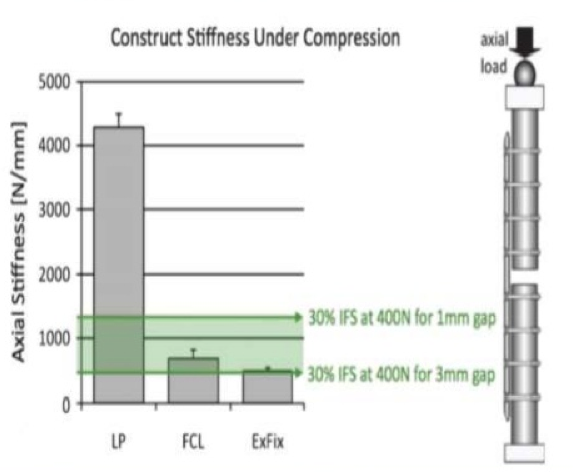 Construct Stiffness Under Compression
axial
load
Axial Stiffness [N/mm]
5000
4000
3000
2000
1000
0
30% IFS at 400N for 1mm gap
30% IFS at 400N for 3mm gap
LP FCL ExFix